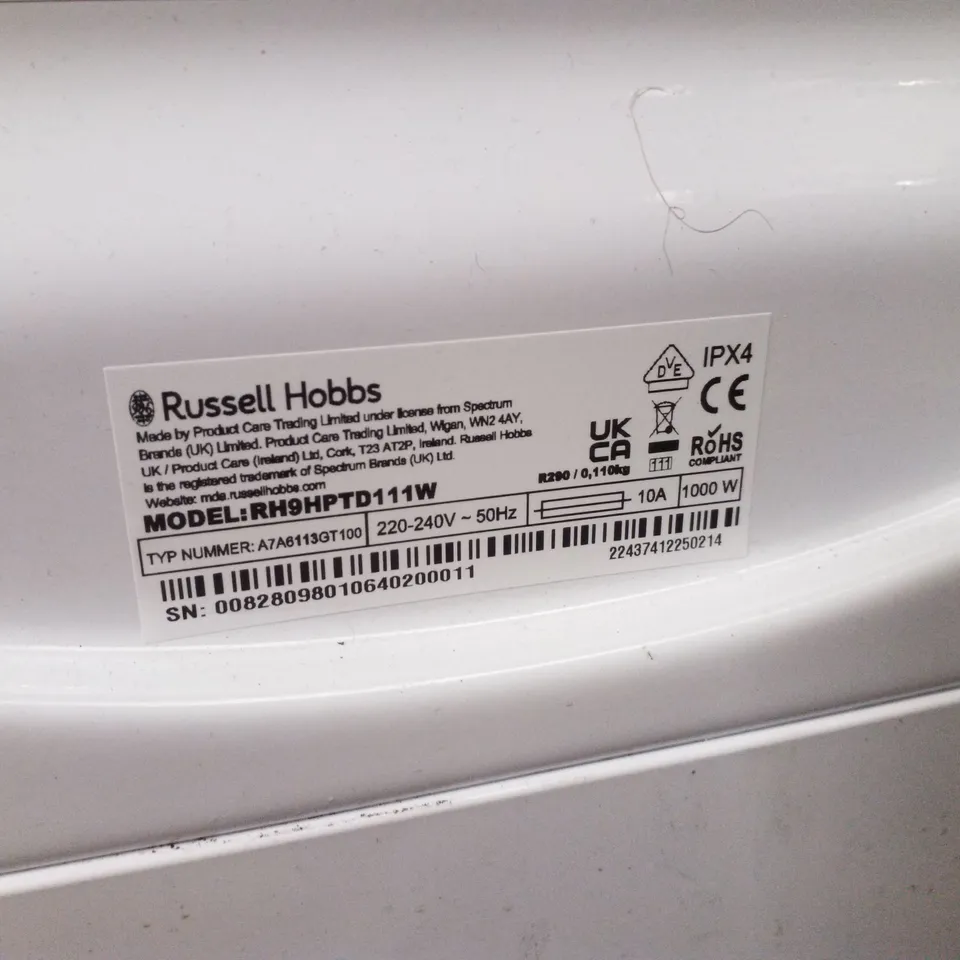 Russell Hobbs
Made by Product Care Trading Limited under license from Spectrum
Brands (UK) Limited. Product Care Trading Limited, Wigan, WN2 4AY,
UK / Product Care (Ireland) Ltd, Cork, T23 AT2P, Ireland. Russell Hobbs
is the registered trademark of Spectrum Brands (UK) Ltd.
Website: mda.russellhobbs.com
DVE
IPX4
CE
UK
CA
RoHS
COMPLIANT
R290 / 0,110kg
MODEL:RH9HPTD111W
TYP NUMMER: A7A6113GT100
220-240V ~ 50Hz
10A
1000 W
SN: 00828098010640200011
22437412250214